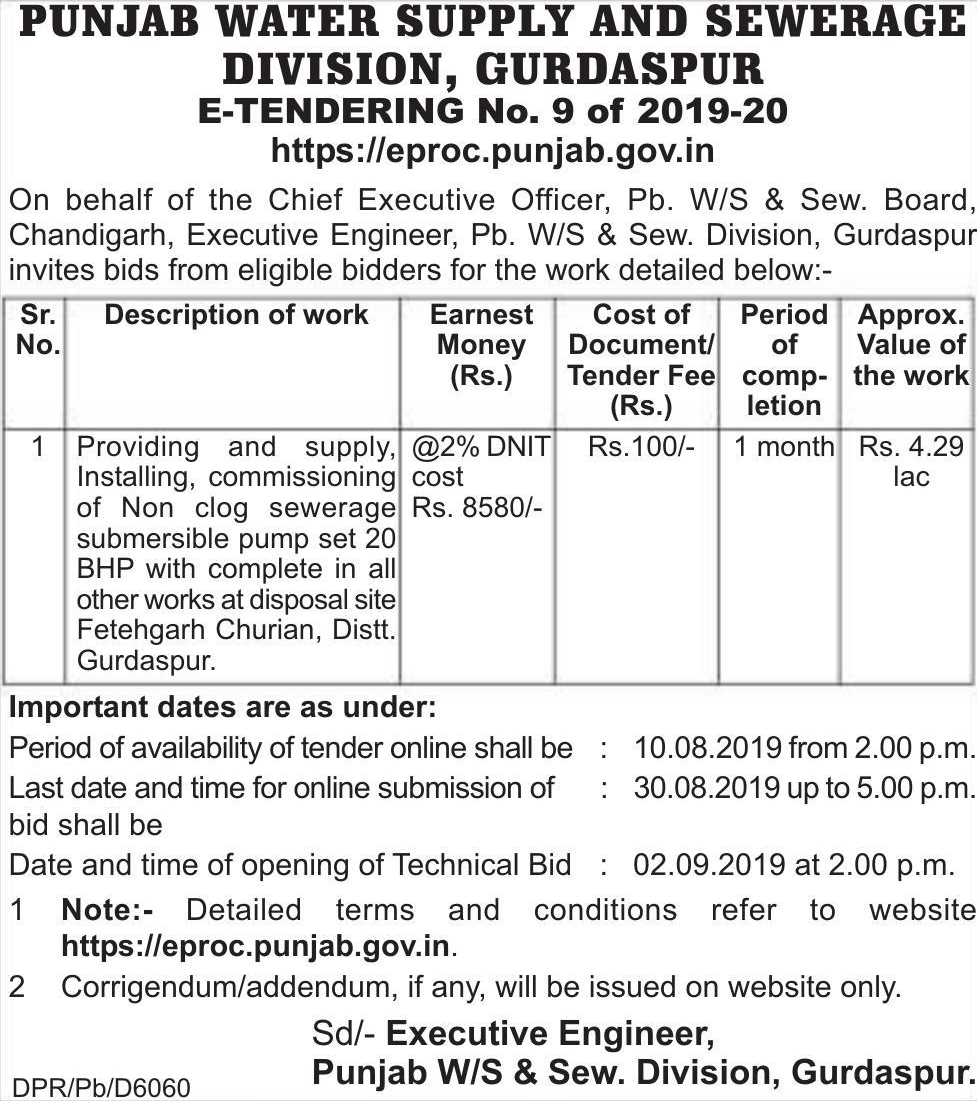 PUNJAB WATER SUPPLY AND SEWERAGE
DIVISION, GURDASPUR
E-TENDERING No. 9 of 2019-20
https://eproc.punjab.gov.in
On behalf of the Chief Executive Officer, Pb. W/S & Sew. Board,
Chandigarh, Executive Engineer, Pb. W/S & Sew. Division, Gurdaspur
invites bids from eligible bidders for the work detailed below:-
Sr. No. Description of work Earnest Money (Rs.) Cost of Document/ Tender Fee (Rs.) Period of comp-letion Approx. Value of the work
1 Providing and supply, @2% DNIT Rs.100/- 1 month Rs. 4.29
Installing, commissioning cost lac
of Non clog sewerage Rs. 8580/-
submersible pump set 20
BHP with complete in all
other works at disposal site
Fetehgarh Churian, Distt.
Gurdaspur.
Important dates are as under:
Period of availability of tender online shall be : 10.08.2019 from 2.00 p.m.
Last date and time for online submission of : 30.08.2019 up to 5.00 p.m.
bid shall be
Date and time of opening of Technical Bid : 02.09.2019 at 2.00 p.m.
1 Note:- Detailed terms and conditions refer to website
https://eproc.punjab.gov.in.
2 Corrigendum/addendum, if any, will be issued on website only.
Sd/- Executive Engineer,
Punjab W/S & Sew. Division, Gurdaspur.
DPR/Pb/D6060